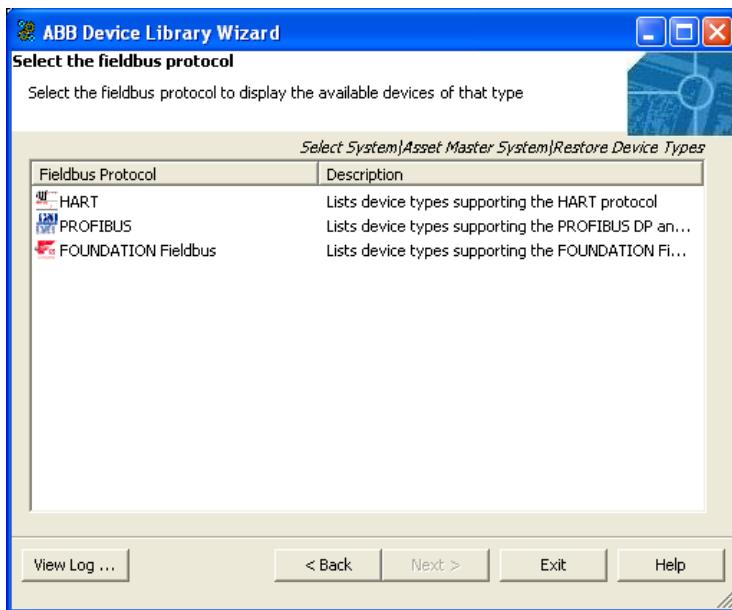 ABB Device Library Wizard
Select the fieldbus protocol
Select the fieldbus protocol to display the available devices of that type
Select System|Asset Master System|Restore Device Types
Fieldbus Protocol Description
HART Lists device types supporting the HART protocol
PROFIBUS Lists device types supporting the PROFIBUS DP an...
FOUNDATION Fieldbus Lists device types supporting the FOUNDATION Fi...
View Log ... < Back Next > Exit Help